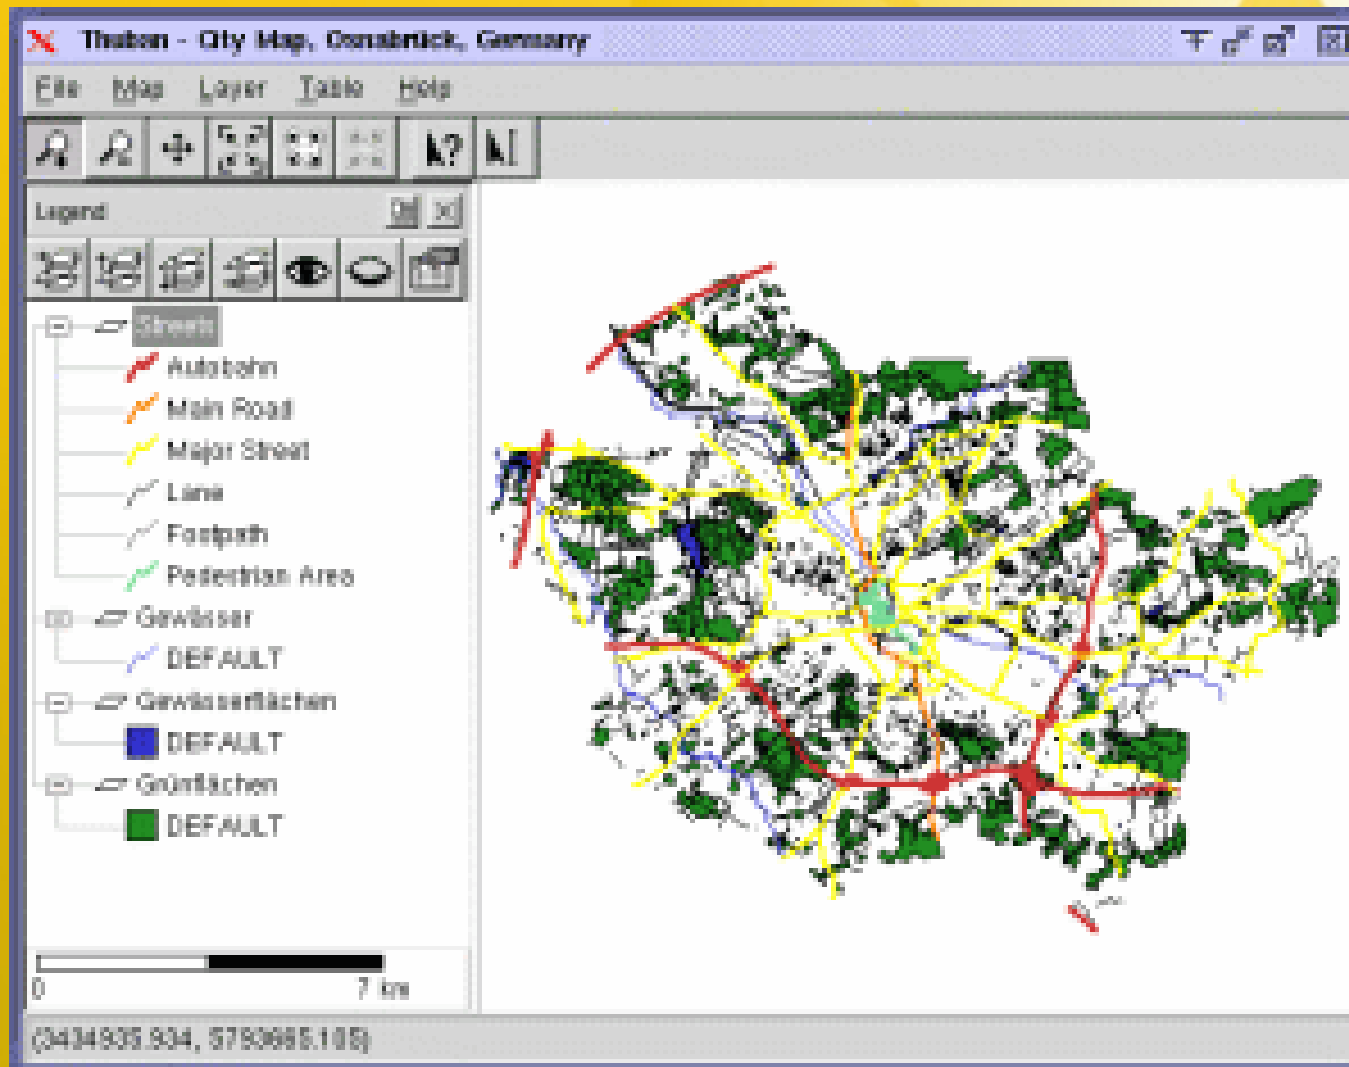 Thuban - City Map, Osnabrück, Germany
File Map Layer Table Help
Legend
Streets
Autobahn
Main Road
Major Street
Lane
Footpath
Pedestrian Area
Gewässer
DEFAULT
Gewässerflächen
DEFAULT
Grünflächen
DEFAULT
0 7 km
(3434935.934, 5793665.105)